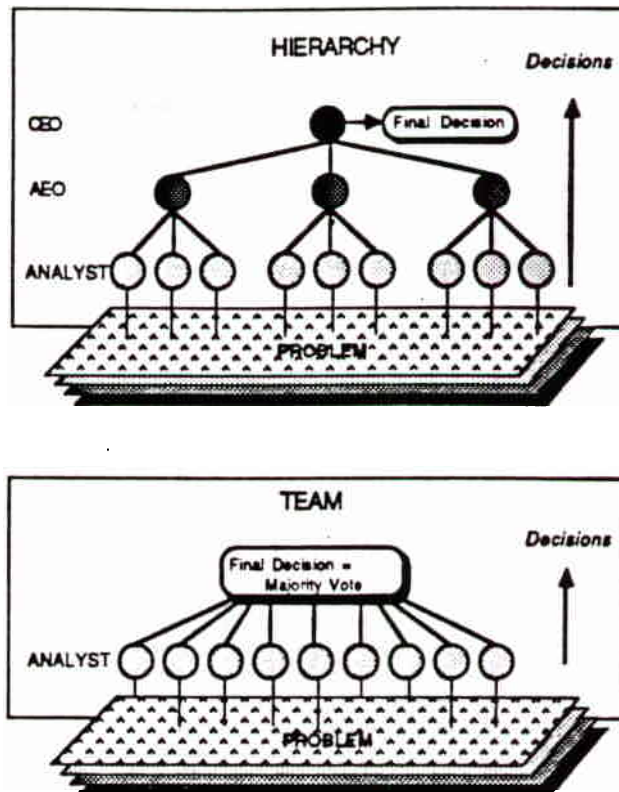 HIERARCHY
Decisions
CEO
Final Decision
AEO
ANALYST
PROBLEM
TEAM
Decisions
Final Decision =
Majority Vote
ANALYST
PROBLEM